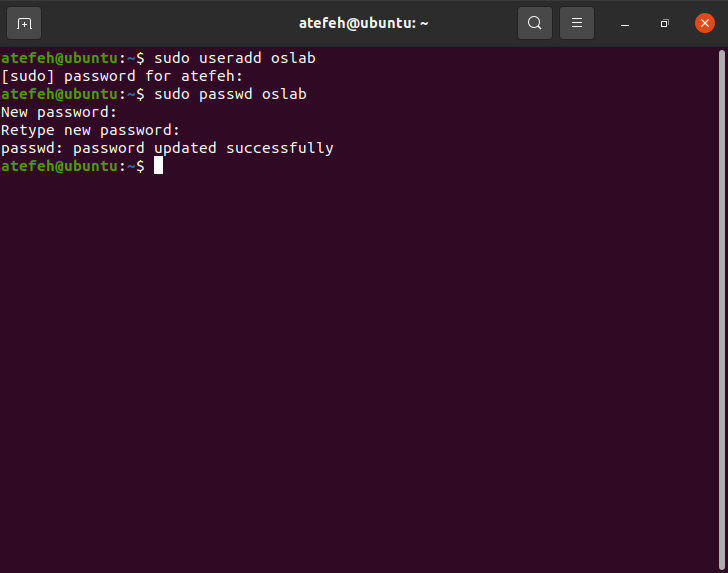 atefeh@ubuntu: ~
atefeh@ubuntu:~$ sudo useradd oslab
[sudo] password for atefeh:
atefeh@ubuntu:~$ sudo passwd oslab
New password:
Retype new password:
passwd: password updated successfully
atefeh@ubuntu:~$